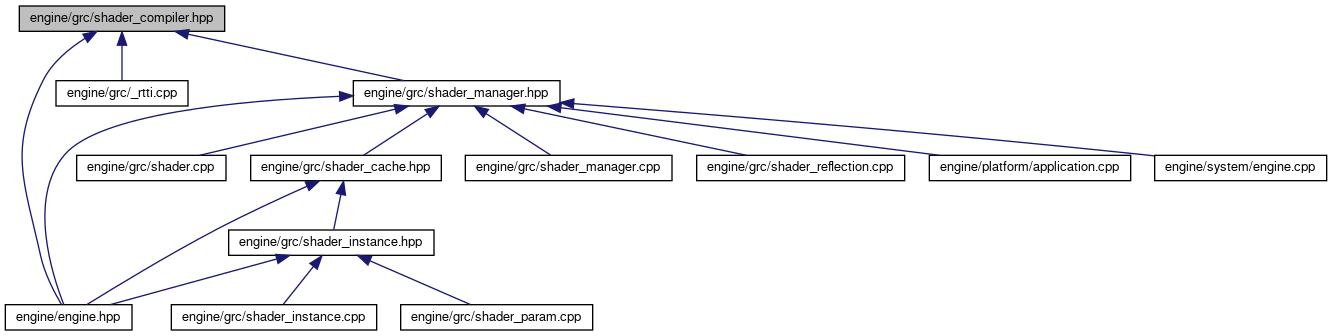 engine/grc/shader_compiler.hpp
engine/grc/_rtti.cpp
engine/grc/shader_manager.hpp
engine/grc/shader.cpp
engine/grc/shader_cache.hpp
engine/grc/shader_manager.cpp
engine/grc/shader_reflection.cpp
engine/platform/application.cpp
engine/system/engine.cpp
engine/grc/shader_instance.hpp
engine/engine.hpp
engine/grc/shader_instance.cpp
engine/grc/shader_param.cpp